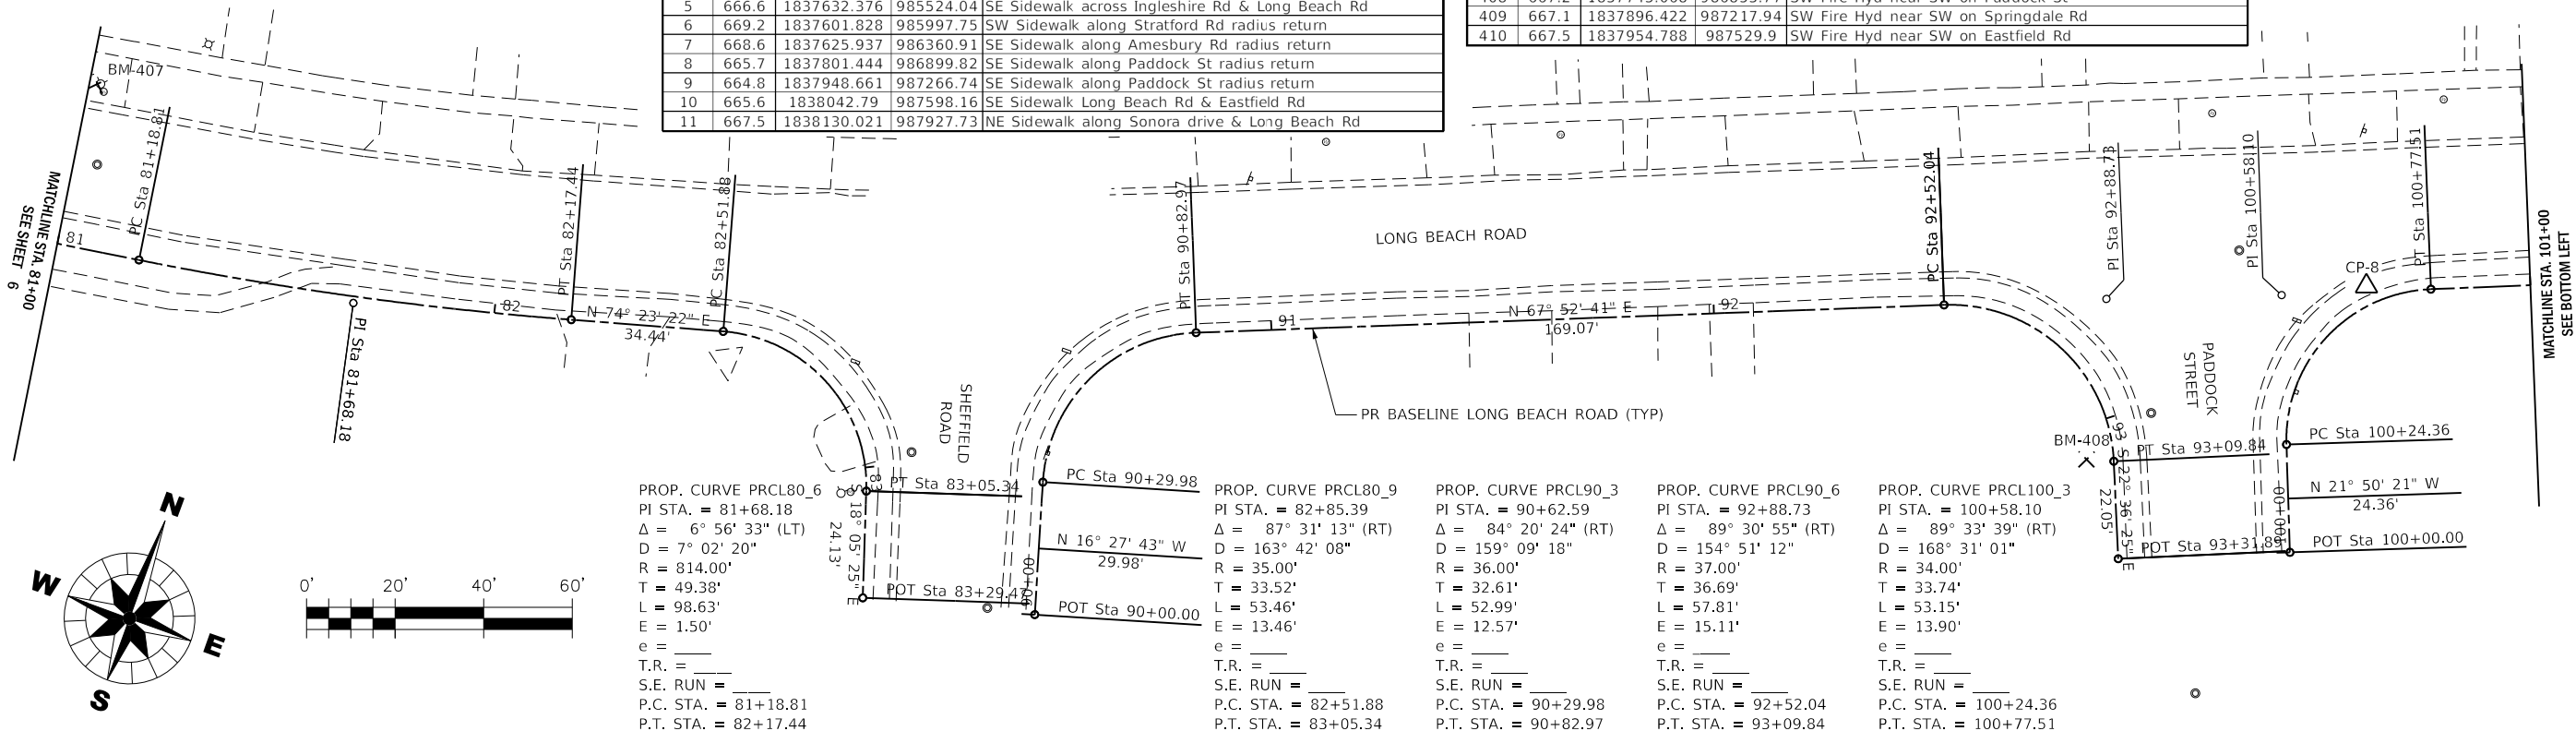 5 666.6 1837632.376 985524.04 SE Sidewalk across Ingleshire Rd & Long Beach Rd
6 669.2 1837601.828 985997.75 SW Sidewalk along Stratford Rd radius return
7 668.6 1837625.937 986360.91 SE Sidewalk along Amesbury Rd radius return
8 665.7 1837801.444 986899.82 SE Sidewalk along Paddock St radius return
9 664.8 1837948.661 987266.74 SE Sidewalk along Paddock St radius return
10 665.6 1838042.79 987598.16 SE Sidewalk Long Beach Rd & Eastfield Rd
11 667.5 1838130.021 987927.73 NE Sidewalk along Sonora drive & Long Beach Rd
409 667.1 1837896.422 987217.94 SW Fire Hyd near SW on Springdale Rd
410 667.5 1837954.788 987529.9 SW Fire Hyd near SW on Eastfield Rd
BM-407
MATCHLINE STA. 81+00
SEE SHEET 6
81
PC Sta 81+18.81
PI Sta 81+68.18
82
PT Sta 82+17.44
N 74° 23' 22" E
34.44'
PC Sta 82+51.88
83
PT Sta 83+05.34
S 18° 05' 25" E
24.13'
POT Sta 83+29.47
SHEFFIELD
ROAD
90+00
PC Sta 90+29.98
N 16° 27' 43" W
29.98'
POT Sta 90+00.00
PT Sta 90+82.97
91
LONG BEACH ROAD
N 67° 52' 41" E
169.07'
92
PR BASELINE LONG BEACH ROAD (TYP)
PC Sta 92+52.04
PI Sta 92+88.73
93
BM-408
PT Sta 93+09.84
S 22° 36' 25" E
22.05'
POT Sta 93+31.89
PADDOCK
STREET
PI Sta 100+58.10
CP-8
PT Sta 100+77.51
100+00
PC Sta 100+24.36
N 21° 50' 21" W
24.36'
POT Sta 100+00.00
MATCHLINE STA. 101+00
SEE BOTTOM LEFT
N
W
E
S
0' 20' 40' 60'
PROP. CURVE PRCL80_6
PI STA. = 81+68.18
Δ = 6° 56' 33" (LT)
D = 7° 02' 20"
R = 814.00'
T = 49.38'
L = 98.63'
E = 1.50'
e = ____
T.R. = ____
S.E. RUN = ____
P.C. STA. = 81+18.81
P.T. STA. = 82+17.44
PROP. CURVE PRCL80_9
PI STA. = 82+85.39
Δ = 87° 31' 13" (RT)
D = 163° 42' 08"
R = 35.00'
T = 33.52'
L = 53.46'
E = 13.46'
e = ____
T.R. = ____
S.E. RUN = ____
P.C. STA. = 82+51.88
P.T. STA. = 83+05.34
PROP. CURVE PRCL90_3
PI STA. = 90+62.59
Δ = 84° 20' 24" (RT)
D = 159° 09' 18"
R = 36.00'
T = 32.61'
L = 52.99'
E = 12.57'
e = ____
T.R. = ____
S.E. RUN = ____
P.C. STA. = 90+29.98
P.T. STA. = 90+82.97
PROP. CURVE PRCL90_6
PI STA. = 92+88.73
Δ = 89° 30' 55" (RT)
D = 154° 51' 12"
R = 37.00'
T = 36.69'
L = 57.81'
E = 15.11'
e = ____
T.R. = ____
S.E. RUN = ____
P.C. STA. = 92+52.04
P.T. STA. = 93+09.84
PROP. CURVE PRCL100_3
PI STA. = 100+58.10
Δ = 89° 33' 39" (RT)
D = 168° 31' 01"
R = 34.00'
T = 33.74'
L = 53.15'
E = 13.90'
e = ____
T.R. = ____
S.E. RUN = ____
P.C. STA. = 100+24.36
P.T. STA. = 100+77.51